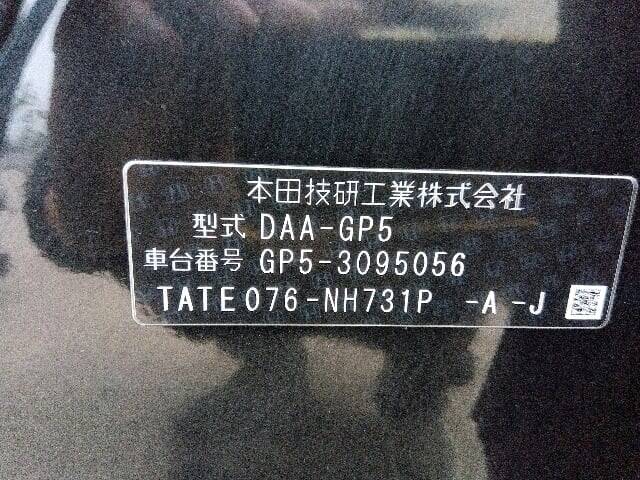 本田技研工業株式会社
型式 DAA-GP5
車台番号 GP5-3095056
TATE076-NH731P -A -J